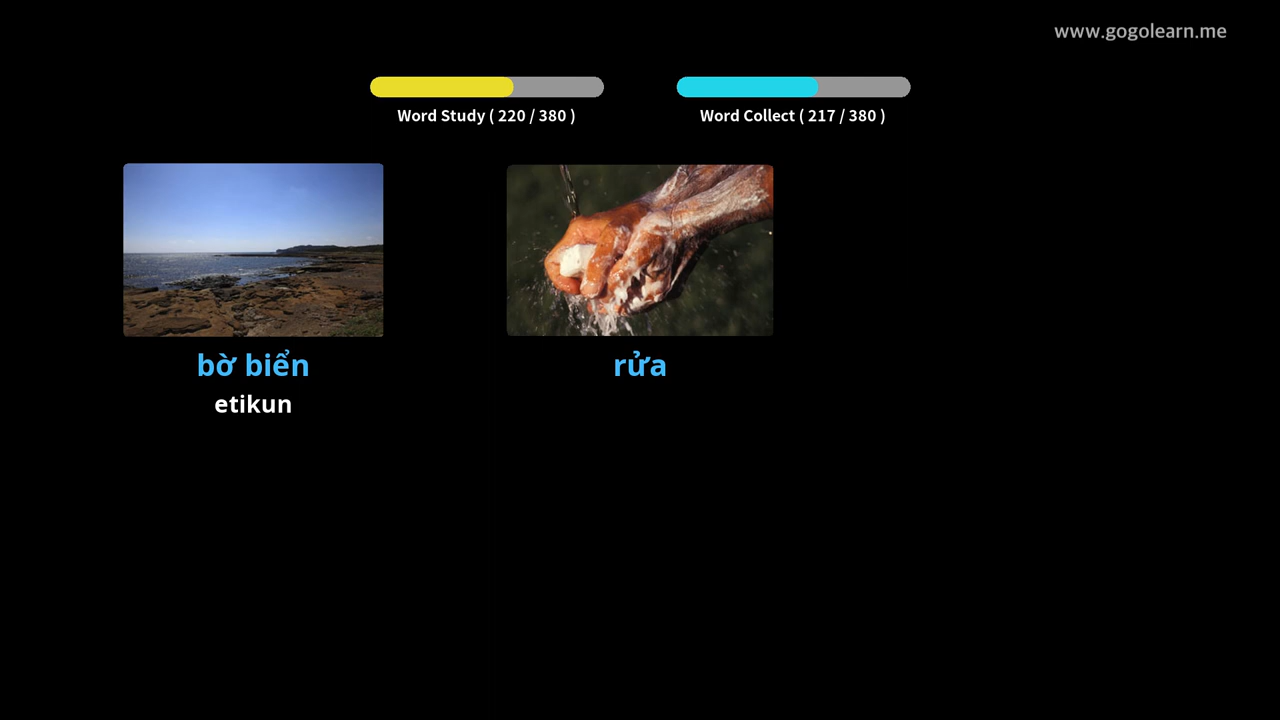 www.gogolearn.me
Word Study ( 220 / 380 )
Word Collect ( 217 / 380 )
bờ biển
etikun
rửa